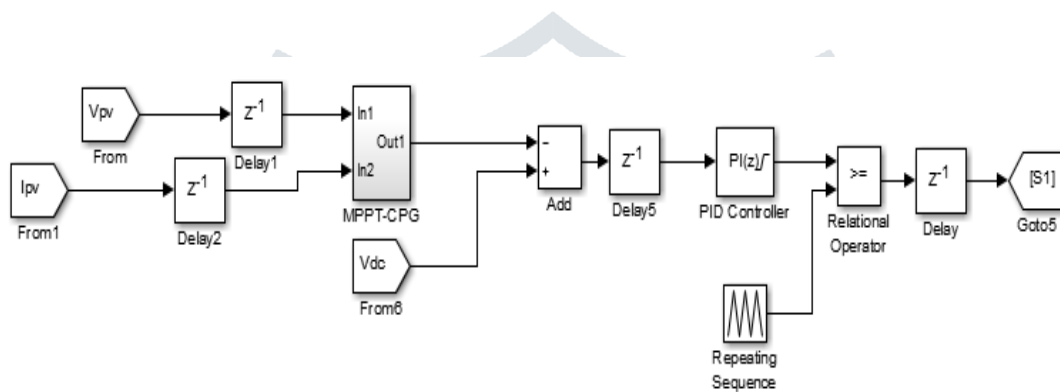 Vpv
From
Z-1
Delay1
Ipv
From1
Z-1
Delay2
In1
Out1
In2
MPPT-CPG
Vdc
From6
−
+
Add
Z-1
Delay5
PI(z)
PID Controller
>=
Relational
Operator
Z-1
Delay
[S1]
Goto5
Repeating
Sequence